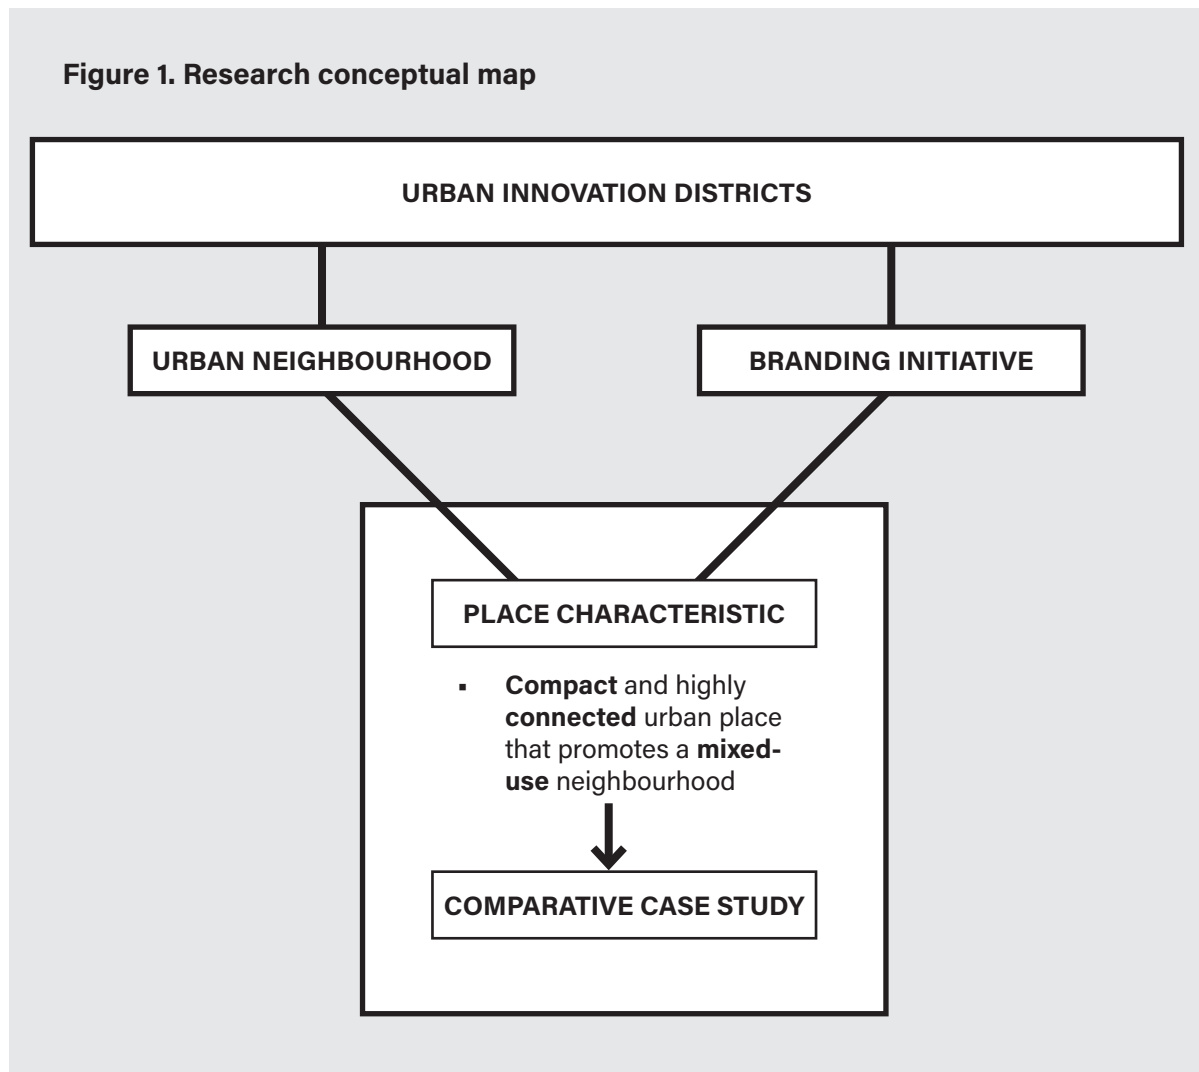 Figure 1. Research conceptual map
URBAN INNOVATION DISTRICTS
URBAN NEIGHBOURHOOD
BRANDING INITIATIVE
PLACE CHARACTERISTIC
▪ Compact and highly
connected urban place
that promotes a mixed-
use neighbourhood
COMPARATIVE CASE STUDY